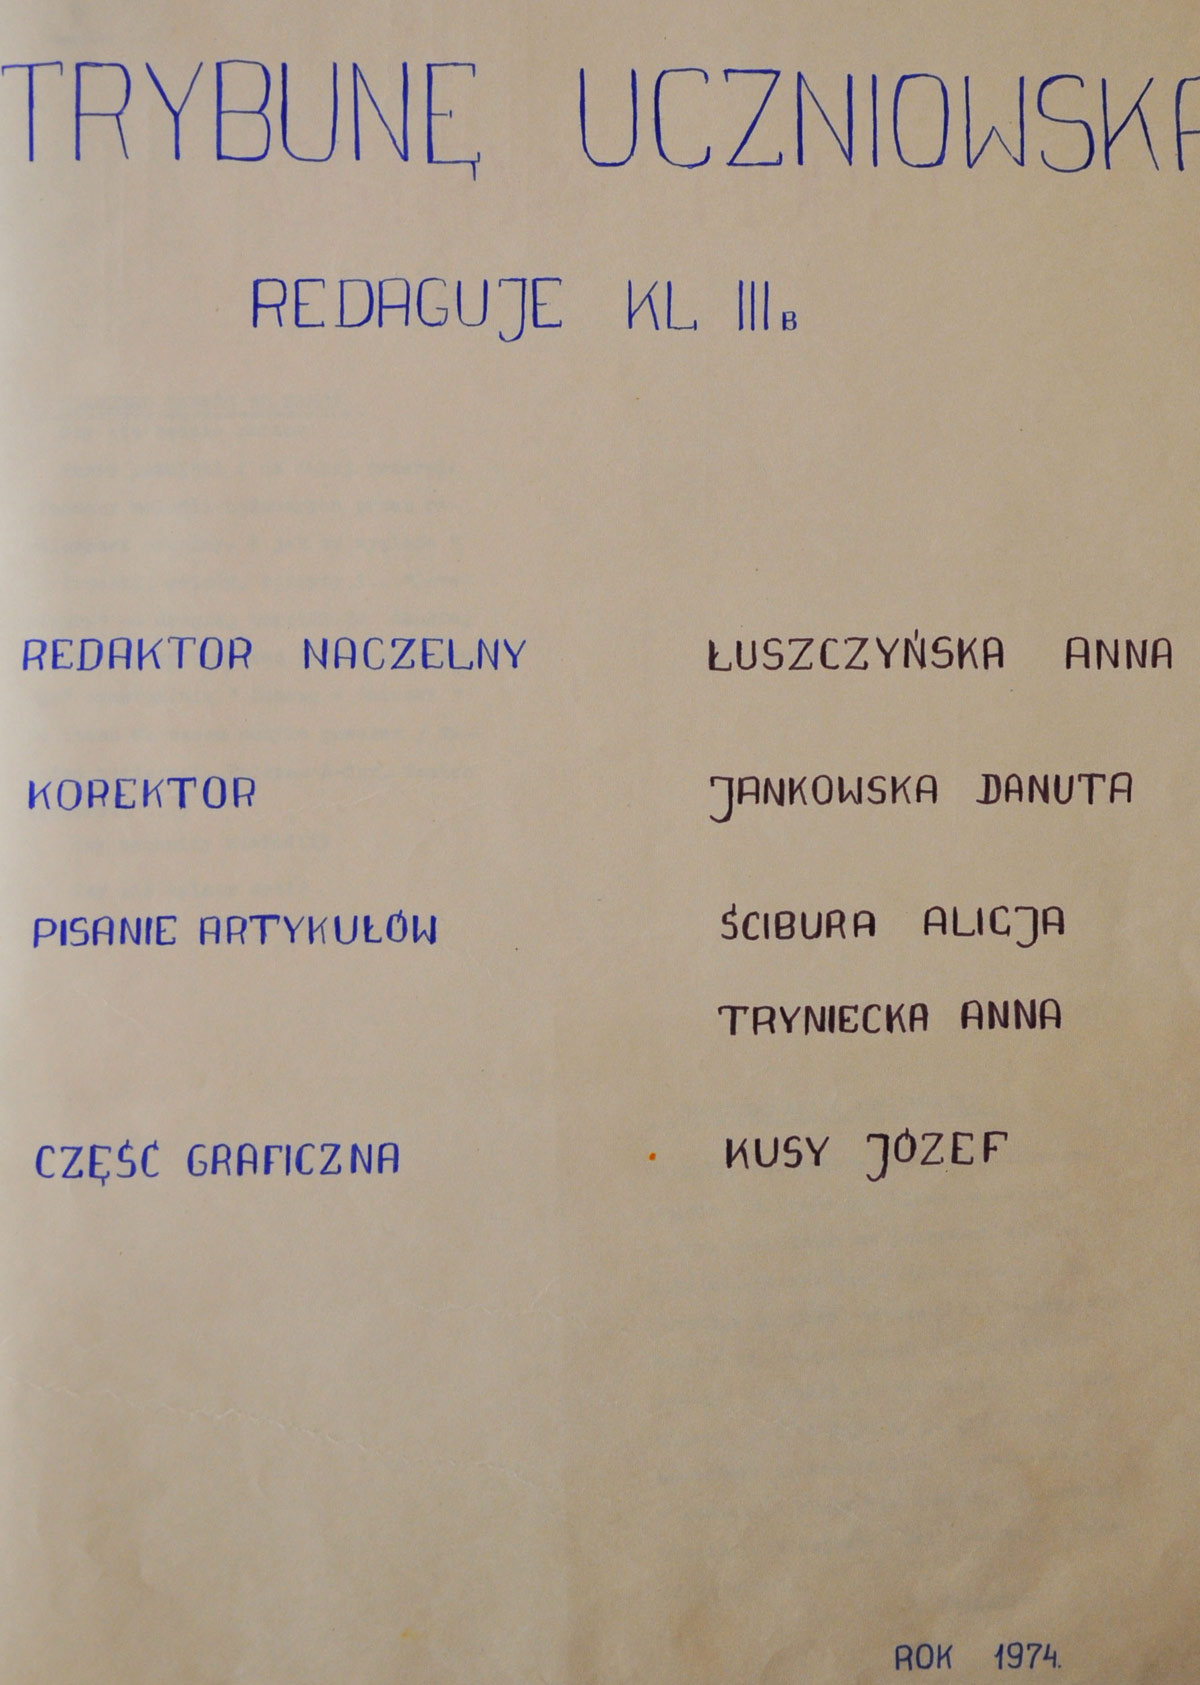 TRYBUNĘ UCZNIOWSKA
REDAGUJE KL III B
REDAKTOR NACZELNY ŁUSZCZYŃSKA ANNA
KOREKTOR JANKOWSKA DANUTA
PISANIE ARTYKUŁÓW ŚCIBURA ALICJA
TRYNIECKA ANNA
CZĘŚĆ GRAFICZNA KUSY JÓZEF
ROK 1974.